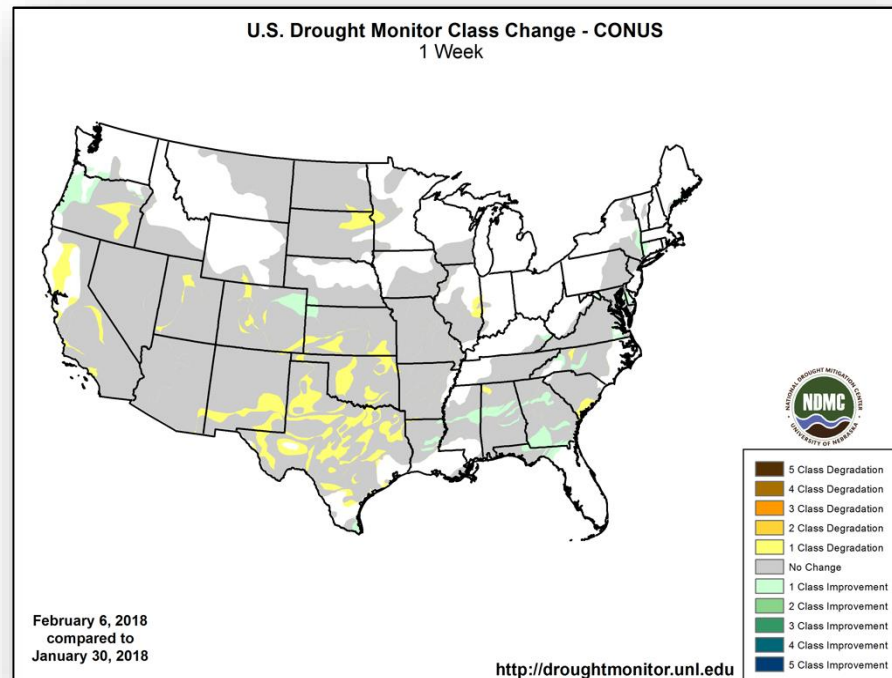 U.S. Drought Monitor Class Change - CONUS
1 Week
NATIONAL DROUGHT MITIGATION CENTER
NDMC
UNIVERSITY OF NEBRASKA
5 Class Degradation
4 Class Degradation
3 Class Degradation
2 Class Degradation
1 Class Degradation
No Change
1 Class Improvement
2 Class Improvement
3 Class Improvement
4 Class Improvement
5 Class Improvement
February 6, 2018
compared to
January 30, 2018
http://droughtmonitor.unl.edu